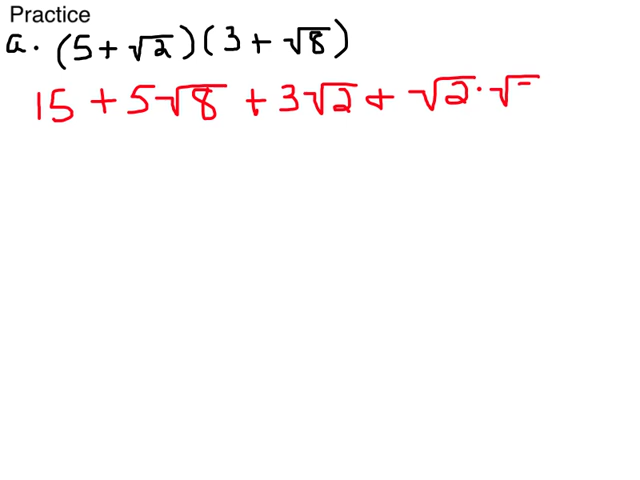 Practice
a. (5+√2)(3+√8)
15 + 5√8 + 3√2 + √2·√